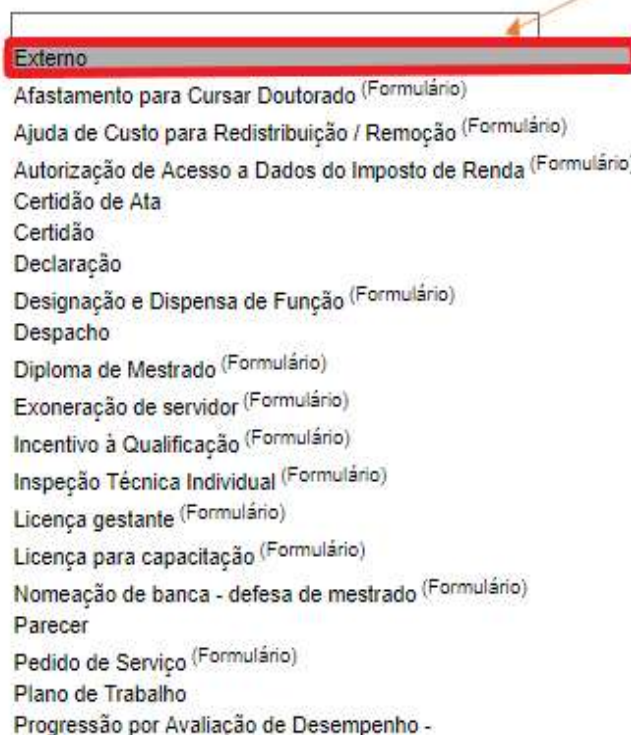 Externo
Afastamento para Cursar Doutorado (Formulário)
Ajuda de Custo para Redistribuição / Remoção (Formulário)
Autorização de Acesso a Dados do Imposto de Renda (Formulário)
Certidão de Ata
Certidão
Declaração
Designação e Dispensa de Função (Formulário)
Despacho
Diploma de Mestrado (Formulário)
Exoneração de servidor (Formulário)
Incentivo à Qualificação (Formulário)
Inspeção Técnica Individual (Formulário)
Licença gestante (Formulário)
Licença para capacitação (Formulário)
Nomeação de banca - defesa de mestrado (Formulário)
Parecer
Pedido de Serviço (Formulário)
Plano de Trabalho
Progressão por Avaliação de Desempenho -